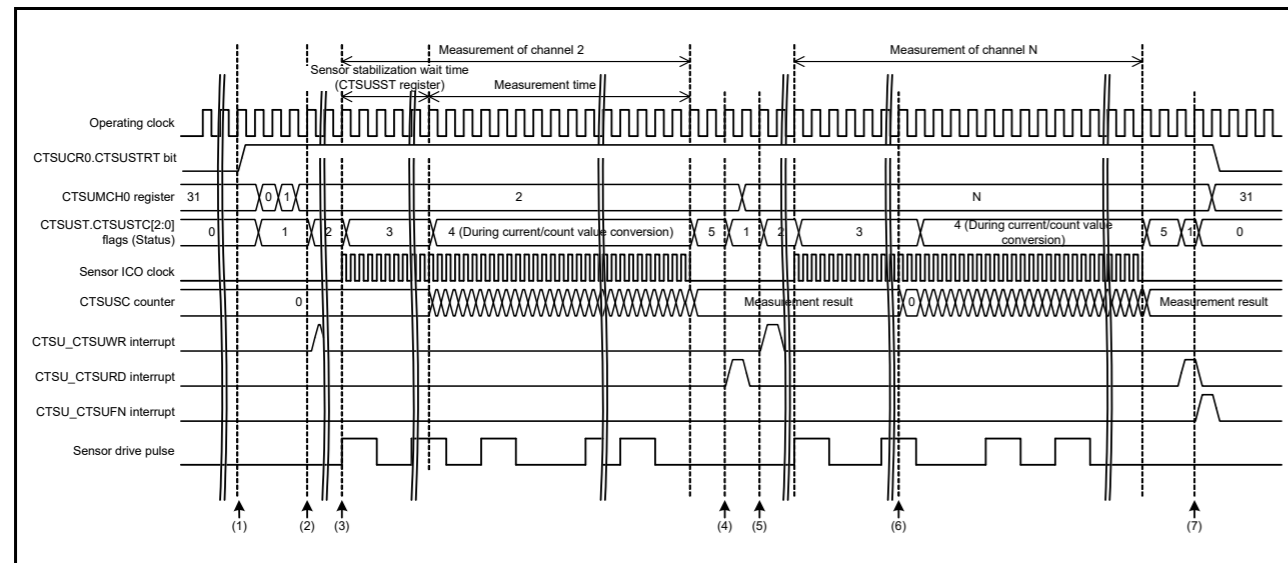 Measurement of channel 2
Measurement of channel N
Sensor stabilization wait time
(CTSUSST register)
Measurement time
Operating clock
CTSUCR0.CTSUSTRT bit
CTSUMCH0 register
31
0
1
2
N
31
CTSUST.CTSUSTC[2:0]
flags (Status)
0
1
2
3
4 (During current/count value conversion)
5
1
2
3
4 (During current/count value
conversion)
5
1
0
Sensor ICO clock
CTSUSC counter
0
Measurement result
0
Measurement result
CTSU_CTSUWR interrupt
CTSU_CTSURD interrupt
CTSU_CTSUFN interrupt
Sensor drive pulse
(1)
(2)
(3)
(4)
(5)
(6)
(7)